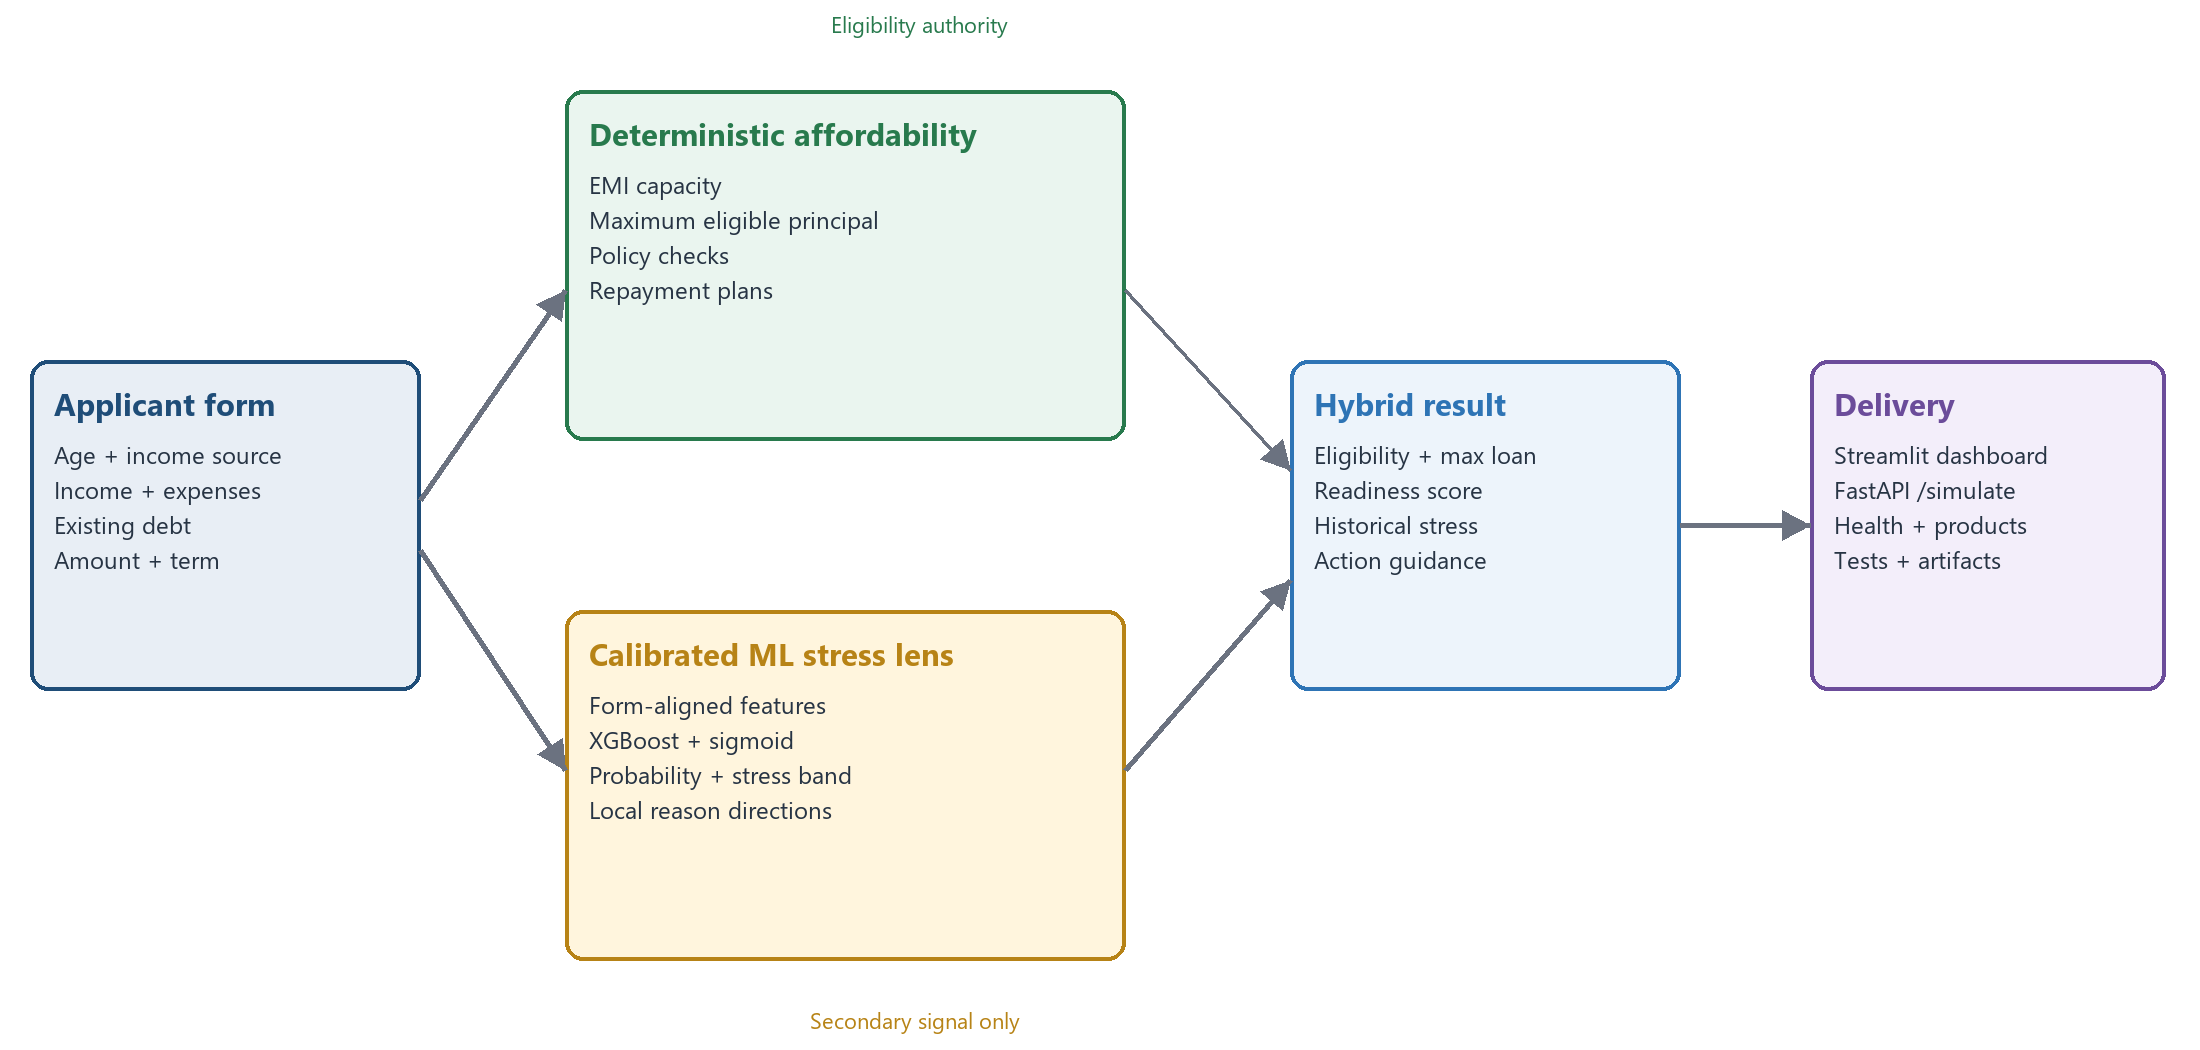 Eligibility authority
Deterministic affordability
EMI capacity
Maximum eligible principal
Policy checks
Repayment plans
Applicant form
Age + income source
Income + expenses
Existing debt
Amount + term
Calibrated ML stress lens
Form-aligned features
XGBoost + sigmoid
Probability + stress band
Local reason directions
Hybrid result
Eligibility + max loan
Readiness score
Historical stress
Action guidance
Delivery
Streamlit dashboard
FastAPI /simulate
Health + products
Tests + artifacts
Secondary signal only